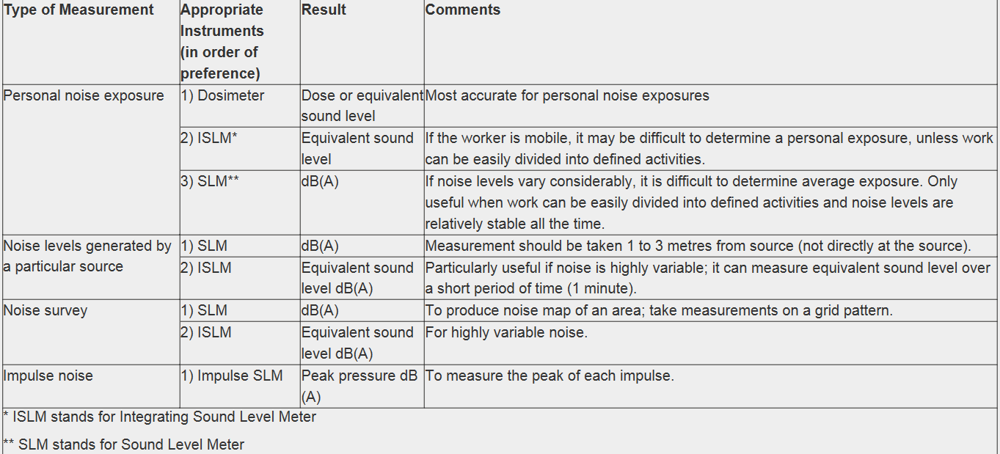 Type of Measurement
Appropriate
Instruments
(in order of
preference)
Result
Comments
Personal noise exposure
1) Dosimeter
Dose or equivalent
sound level
Most accurate for personal noise exposures
2) ISLM*
Equivalent sound
level
If the worker is mobile, it may be difficult to determine a personal exposure, unless work
can be easily divided into defined activities.
3) SLM**
dB(A)
If noise levels vary considerably, it is difficult to determine average exposure. Only
useful when work can be easily divided into defined activities and noise levels are
relatively stable all the time.
Noise levels generated by
a particular source
1) SLM
dB(A)
Measurement should be taken 1 to 3 metres from source (not directly at the source).
2) ISLM
Equivalent sound
level dB(A)
Particularly useful if noise is highly variable; it can measure equivalent sound level over
a short period of time (1 minute).
Noise survey
1) SLM
dB(A)
To produce noise map of an area; take measurements on a grid pattern.
2) ISLM
Equivalent sound
level dB(A)
For highly variable noise.
Impulse noise
1) Impulse SLM
Peak pressure dB
(A)
To measure the peak of each impulse.
* ISLM stands for Integrating Sound Level Meter
** SLM stands for Sound Level Meter